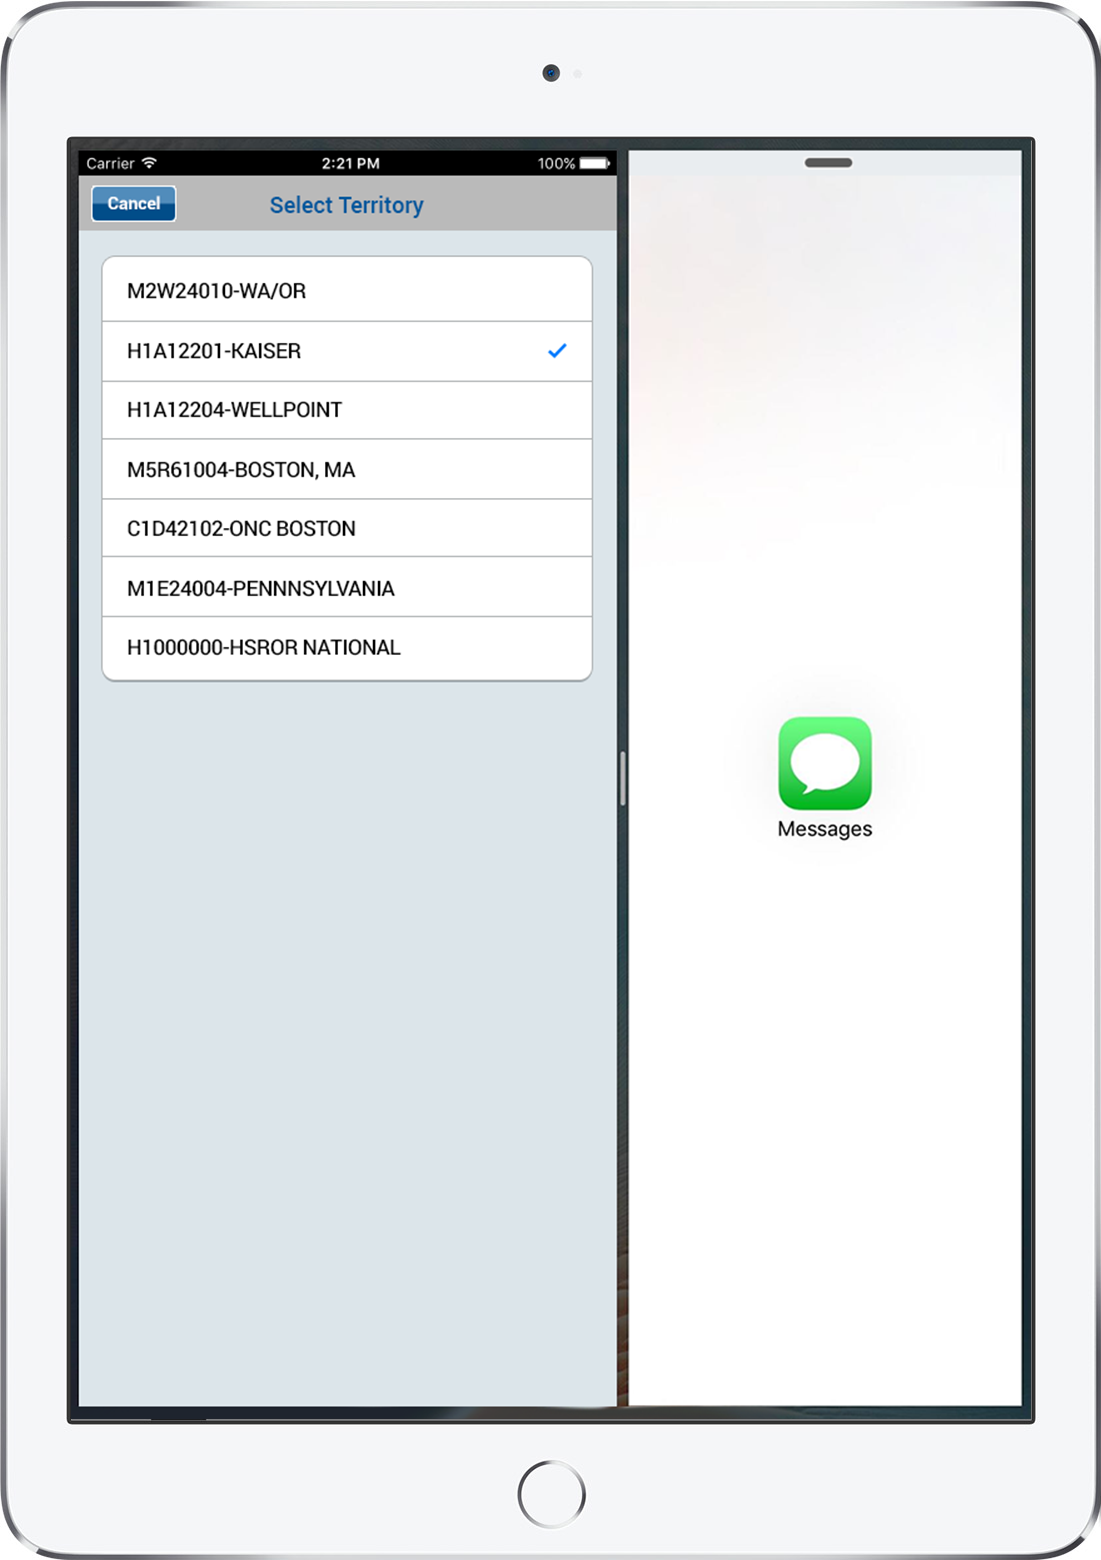 Carrier 2:21 PM 100%
Cancel Select Territory
M2W24010-WA/OR
H1A12201-KAISER
H1A12204-WELLPOINT
M5R61004-BOSTON, MA
C1D42102-ONC BOSTON
M1E24004-PENNNSYLVANIA
H1000000-HSROR NATIONAL
Messages